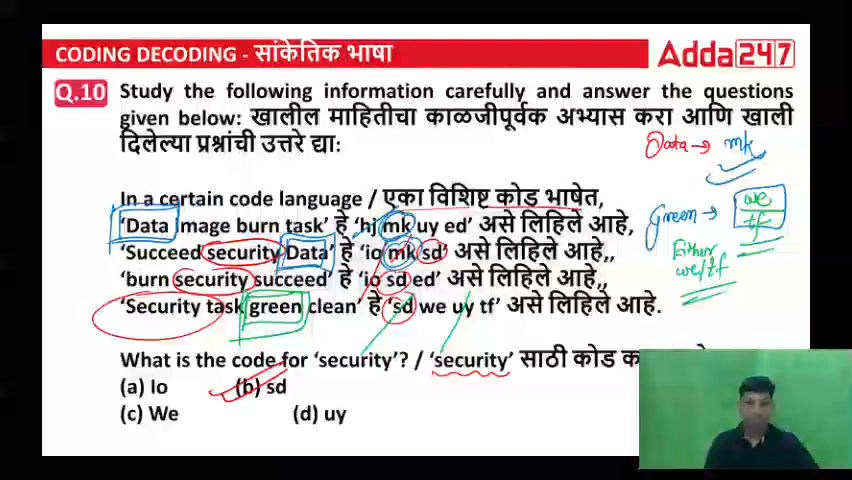 CODING DECODING - सांकेतिक भाषा
Adda247
Q.10 Study the following information carefully and answer the questions
given below: खालील माहितीचा काळजीपूर्वक अभ्यास करा आणि खाली
दिलेल्या प्रश्नांची उत्तरे द्या:
Data → mk
In a certain code language / एका विशिष्ट कोड भाषेत,
we
'Data image burn task' हे 'hj mk uy ed' असे लिहिले आहे,
Green → tf
'Succeed security Data' हे 'io mk sd' असे लिहिले आहे,,
Either
'burn security succeed' हे 'io sd ed' असे लिहिले आहे,,
we/tf
'Security task green clean' हे 'sd we uy tf' असे लिहिले आहे.
What is the code for 'security'? / 'security' साठी कोड
(a) Io (b) sd
(c) We (d) uy